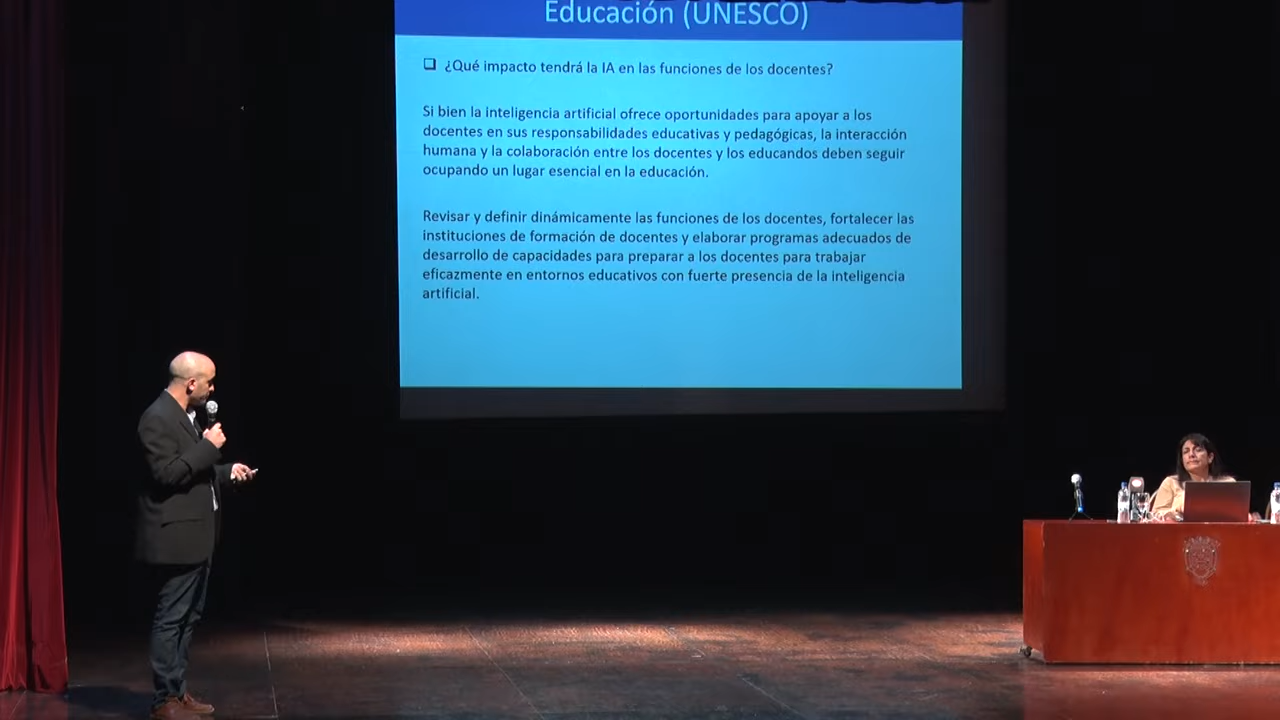 Educación (UNESCO)
❑ ¿Qué impacto tendrá la IA en las funciones de los docentes?
Si bien la inteligencia artificial ofrece oportunidades para apoyar a los
docentes en sus responsabilidades educativas y pedagógicas, la interacción
humana y la colaboración entre los docentes y los educandos deben seguir
ocupando un lugar esencial en la educación.
Revisar y definir dinámicamente las funciones de los docentes, fortalecer las
instituciones de formación de docentes y elaborar programas adecuados de
desarrollo de capacidades para preparar a los docentes para trabajar
eficazmente en entornos educativos con fuerte presencia de la inteligencia
artificial.